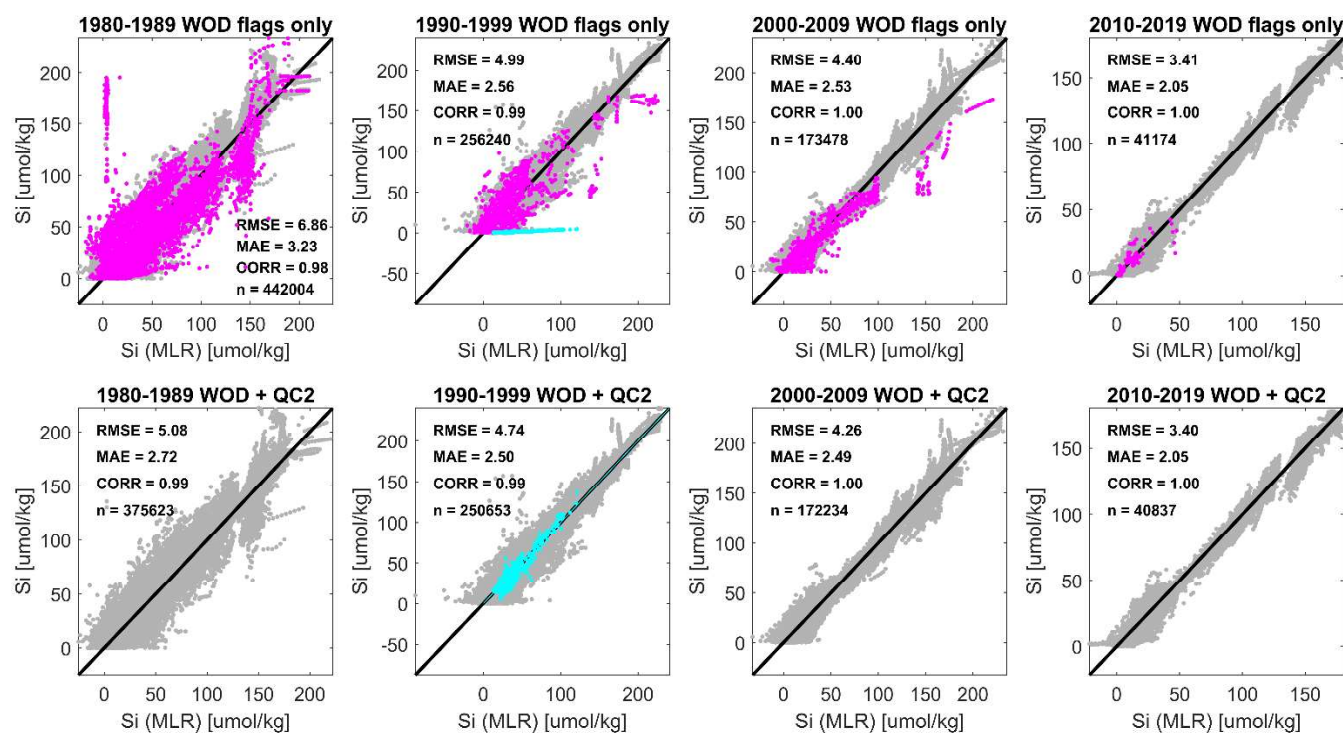 1980-1989 WOD flags only
Si [umol/kg]
200
150
100
50
0
RMSE = 6.86
MAE = 3.23
CORR = 0.98
n = 442004
0 50 100 150 200
Si (MLR) [umol/kg]
1990-1999 WOD flags only
Si [umol/kg]
200
150
100
50
0
-50
RMSE = 4.99
MAE = 2.56
CORR = 0.99
n = 256240
0 100 200
Si (MLR) [umol/kg]
2000-2009 WOD flags only
Si [umol/kg]
200
150
100
50
0
RMSE = 4.40
MAE = 2.53
CORR = 1.00
n = 173478
0 50 100 150 200
Si (MLR) [umol/kg]
2010-2019 WOD flags only
Si [umol/kg]
150
100
50
0
RMSE = 3.41
MAE = 2.05
CORR = 1.00
n = 41174
0 50 100 150
Si (MLR) [umol/kg]
1980-1989 WOD + QC2
Si [umol/kg]
200
150
100
50
0
RMSE = 5.08
MAE = 2.72
CORR = 0.99
n = 375623
0 50 100 150 200
Si (MLR) [umol/kg]
1990-1999 WOD + QC2
Si [umol/kg]
200
150
100
50
0
-50
RMSE = 4.74
MAE = 2.50
CORR = 0.99
n = 250653
0 100 200
Si (MLR) [umol/kg]
2000-2009 WOD + QC2
Si [umol/kg]
200
150
100
50
0
RMSE = 4.26
MAE = 2.49
CORR = 1.00
n = 172234
0 50 100 150 200
Si (MLR) [umol/kg]
2010-2019 WOD + QC2
Si [umol/kg]
150
100
50
0
RMSE = 3.40
MAE = 2.05
CORR = 1.00
n = 40837
0 50 100 150
Si (MLR) [umol/kg]